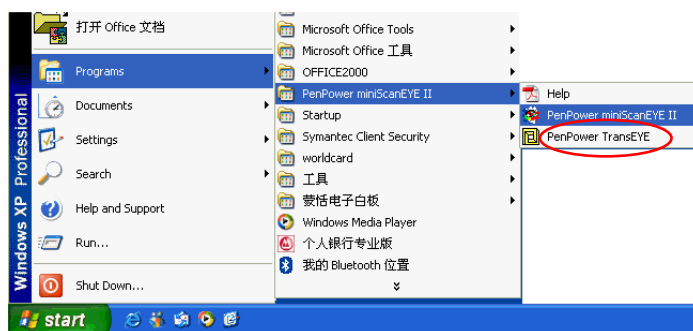 打开 Office 文档
Programs
Documents
Settings
Search
Help and Support
Run...
Shut Down...
Windows XP Professional
start
Microsoft Office Tools
Microsoft Office 工具
OFFICE2000
PenPower miniScanEYE II
Startup
Symantec Client Security
worldcard
工具
蒙恬电子白板
Windows Media Player
个人银行专业版
我的 Bluetooth 位置
Help
PenPower miniScanEYE II
PenPower TransEYE